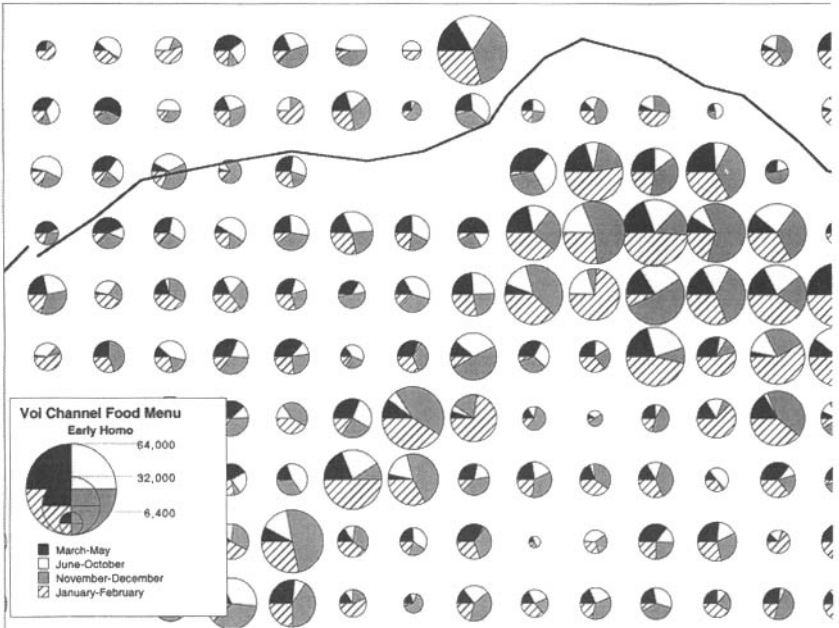 Voi Channel Food Menu
Early Homo
64,000
32,000
6,400
March-May
June-October
November-December
January-February